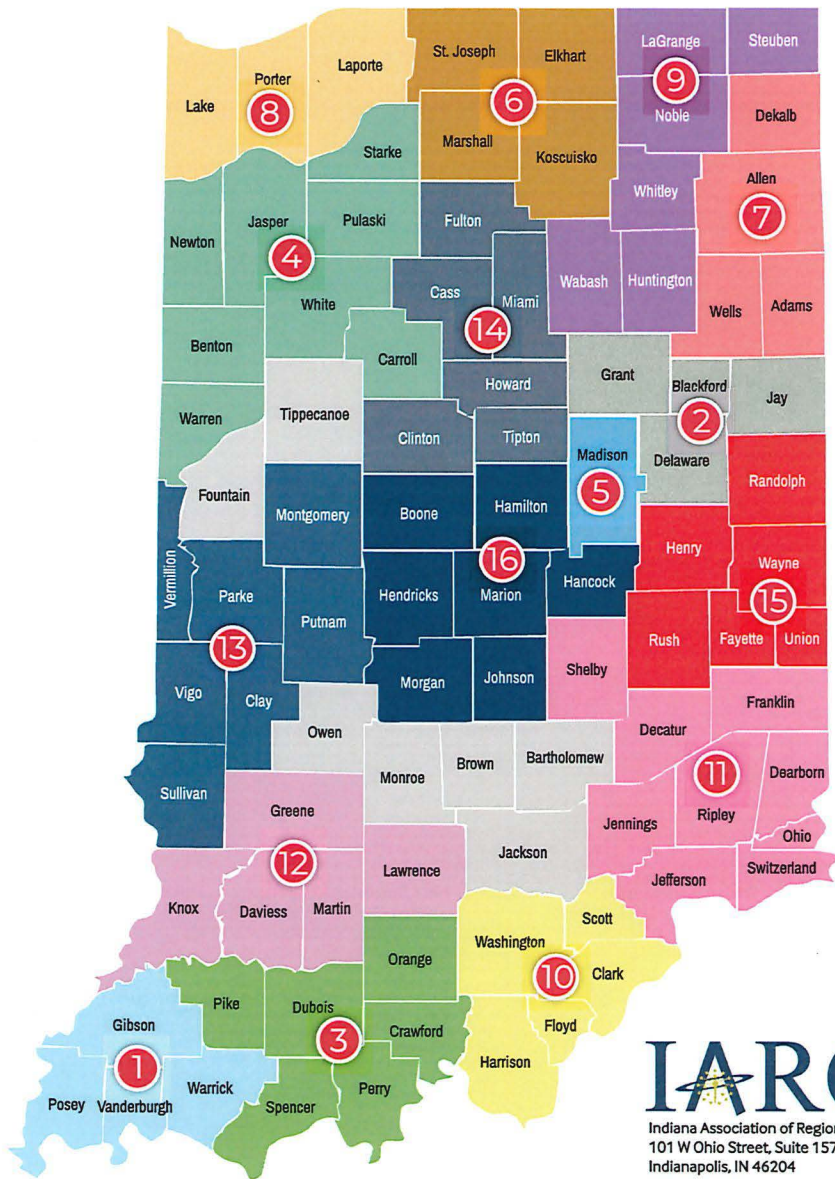 St. Joseph
Elkhart
LaGrange
Steuben
Lake
Porter
Laporte
8
6
9
Noble
Dekalb
Marshall
Koscuisko
Starke
Whitley
Allen
7
Newton
Jasper
Pulaski
Fulton
4
Wabash
Huntington
White
Cass
Miami
14
Wells
Adams
Benton
Carroll
Howard
Grant
Blackford
Jay
2
Warren
Tippecanoe
Clinton
Tipton
Madison
5
Delaware
Randolph
Fountain
Montgomery
Boone
Hamilton
Henry
Vermillion
Parke
Putnam
Hendricks
16
Marion
Hancock
Wayne
15
13
Rush
Fayette
Union
Vigo
Clay
Morgan
Johnson
Shelby
Franklin
Owen
Decatur
Sullivan
Monroe
Brown
Bartholomew
11
Ripley
Dearborn
Greene
Jennings
Ohio
12
Lawrence
Jackson
Jefferson
Switzerland
Knox
Daviess
Martin
Washington
Scott
Clark
Orange
10
Pike
Dubois
3
Crawford
Floyd
Harrison
Gibson
1
Posey
Vanderburgh
Warrick
Spencer
Perry
IARC
Indiana Association of Region
101 W Ohio Street, Suite 157
Indianapolis, IN 46204